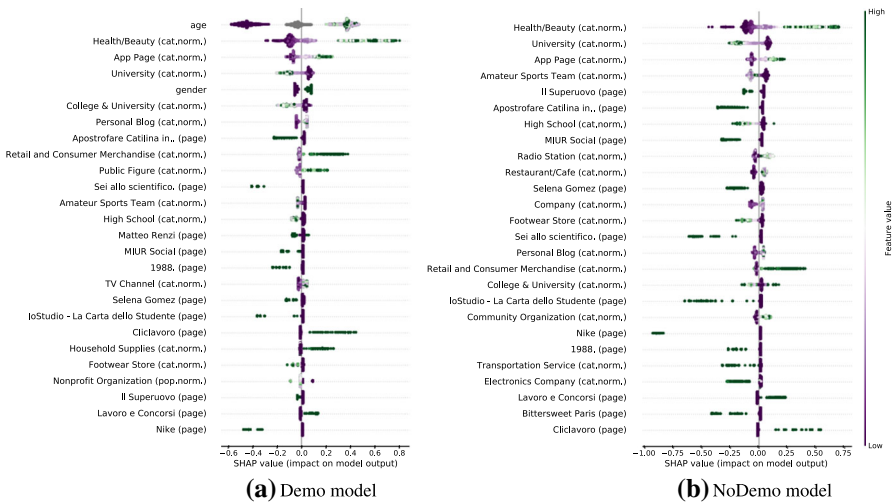 age
Health/Beauty (cat.norm.)
App Page (cat.norm.)
University (cat.norm.)
gender
College & University (cat.norm.)
Personal Blog (cat.norm.)
Apostrofare Catilina in,. (page)
Retail and Consumer Merchandise (cat.norm.)
Public Figure (cat.norm.)
Sei allo scientifico. (page)
Amateur Sports Team (cat.norm.)
High School (cat.norm.)
Matteo Renzi (page)
MIUR Social (page)
1988. (page)
TV Channel (cat.norm.)
Selena Gomez (page)
IoStudio - La Carta dello Studente (page)
Cliclavoro (page)
Household Supplies (cat.norm.)
Footwear Store (cat.norm.)
Nonprofit Organization (pop.norm.)
Il Superuovo (page)
Lavoro e Concorsi (page)
Nike (page)
−0.6 −0.4 −0.2 0.0 0.2 0.4 0.6 0.8
SHAP value (impact on model output)
(a) Demo model
Health/Beauty (cat.norm.)
University (cat.norm.)
App Page (cat.norm.)
Amateur Sports Team (cat.norm.)
Il Superuovo (page)
Apostrofare Catilina in,. (page)
High School (cat.norm.)
MIUR Social (page)
Radio Station (cat.norm.)
Restaurant/Cafe (cat.norm.)
Selena Gomez (page)
Company (cat.norm.)
Footwear Store (cat.norm.)
Sei allo scientifico. (page)
Personal Blog (cat.norm.)
Retail and Consumer Merchandise (cat.norm.)
College & University (cat.norm.)
IoStudio - La Carta dello Studente (page)
Community Organization (cat.norm.)
Nike (page)
1988. (page)
Transportation Service (cat.norm.)
Electronics Company (cat.norm.)
Lavoro e Concorsi (page)
Bittersweet Paris (page)
Cliclavoro (page)
−1.00 −0.75 −0.50 −0.25 0.00 0.25 0.50 0.75
SHAP value (impact on model output)
(b) NoDemo model
High
Feature value
Low